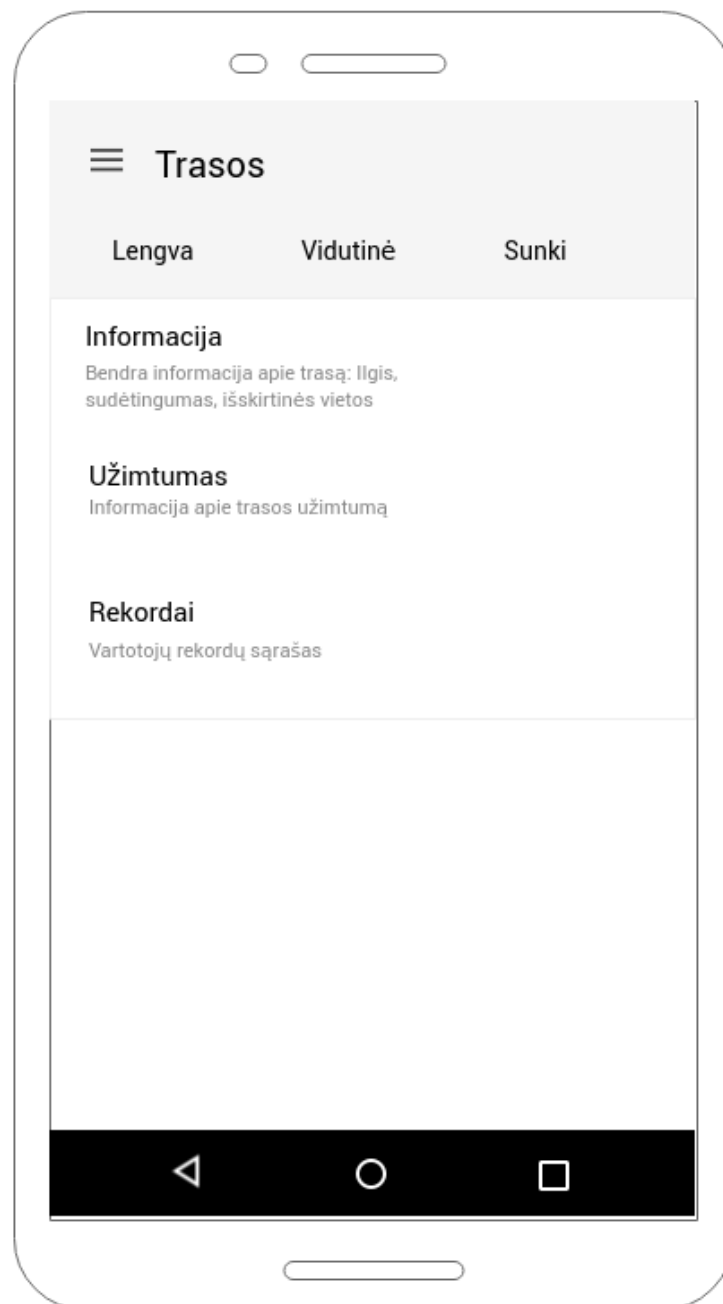 Trasos
Lengva Vidutinė Sunki
Informacija
Bendra informacija apie trasą: Ilgis,
sudėtingumas, išskirtinės vietos
Užimtumas
Informacija apie trasos užimtumą
Rekordai
Vartotojų rekordų sąrašas